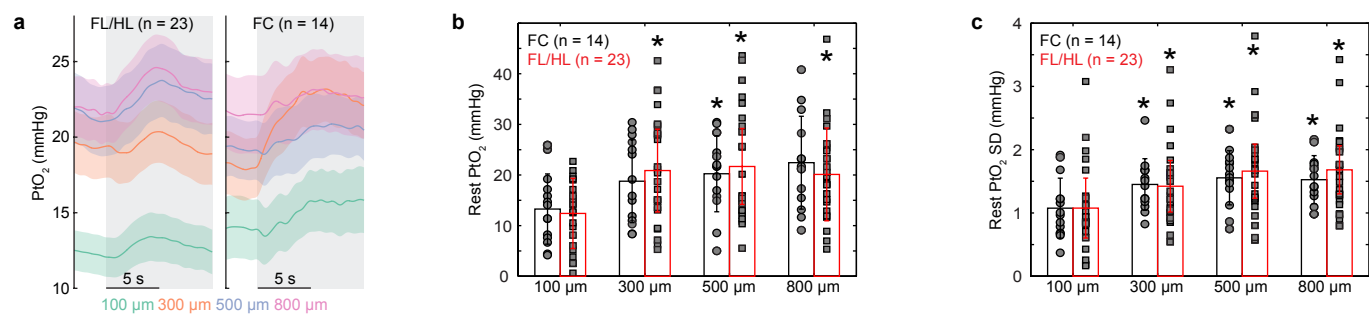 a
FL/HL (n = 23)
FC (n = 14)
PtO₂ (mmHg)
25
20
15
10
5 s
5 s
100 µm 300 µm 500 µm 800 µm
b
FC (n = 14)
FL/HL (n = 23)
Rest PtO₂ (mmHg)
50
40
30
20
10
0
* * * *
100 µm 300 µm 500 µm 800 µm
c
FC (n = 14)
FL/HL (n = 23)
Rest PtO₂ SD (mmHg)
4
3
2
1
0
* * * * * *
100 µm 300 µm 500 µm 800 µm